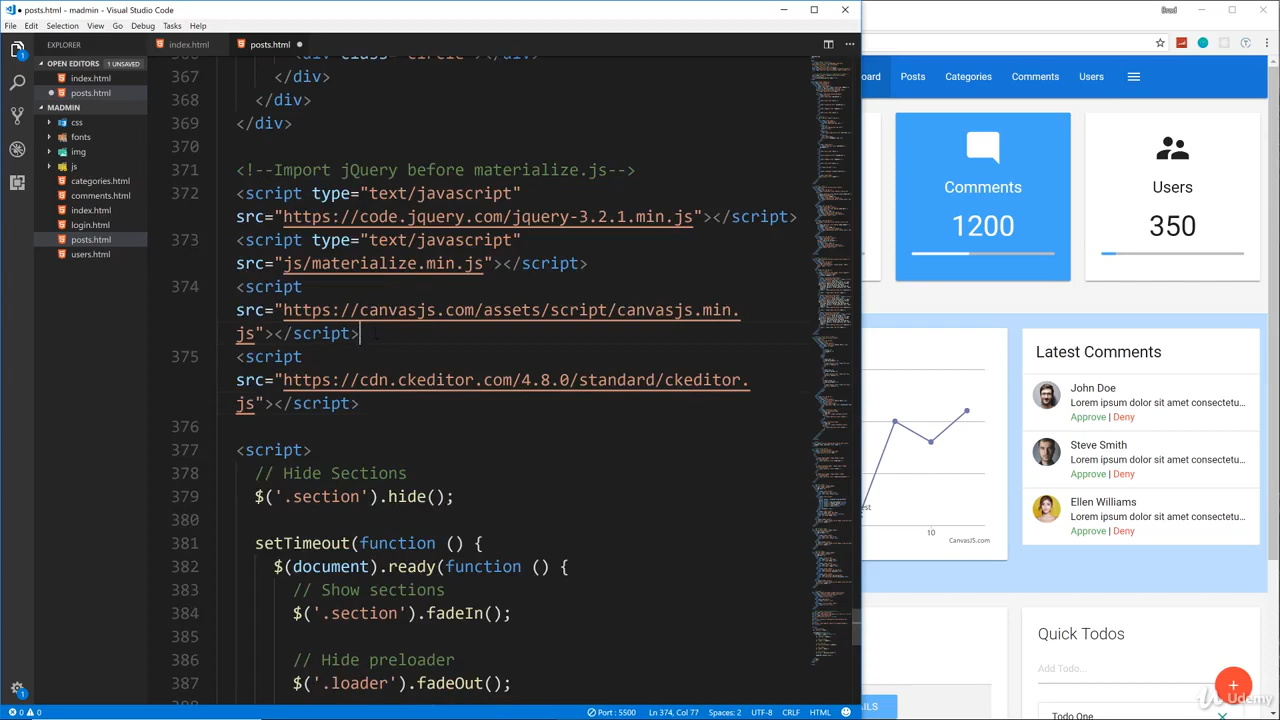 ● posts.html - madmin - Visual Studio Code
File Edit Selection View Go Debug Tasks Help
EXPLORER
OPEN EDITORS 1 UNSAVED
index.html
posts.html
MADMIN
css
fonts
img
js
categories.html
comments.html
index.html
login.html
posts.html
users.html
index.html posts.html ●
367 </div>
368 </div>
369 </div>
370
371 <!--Import jQuery before materialize.js-->
372 <script type="text/javascript"
src="https://code.jquery.com/jquery-3.2.1.min.js"></script>
373 <script type="text/javascript"
src="js/materialize.min.js"></script>
374 <script
src="http://canvasjs.com/assets/script/canvasjs.min.
js"></script>
375 <script
src="https://cdn.ckeditor.com/4.8.0/standard/ckeditor.
js"></script>
376
377 <script>
378 // Hide Sections
379 $('.section').hide();
380
381 setTimeout(function () {
382 $(document).ready(function () {
383 // Show sections
384 $('.section').fadeIn();
385
386 // Hide preloader
387 $('.loader').fadeOut();
0 0 Port : 5500 Ln 374, Col 77 Spaces: 2 UTF-8 CRLF HTML
1
1
Brad
oard Posts Categories Comments Users
Comments
1200
Users
350
est
10
CanvasJS.com
Latest Comments
John Doe
Lorem ipsum dolor sit amet consectetu...
Approve | Deny
Steve Smith
Lorem ipsum dolor sit amet consectetu...
Approve | Deny
Ellen Williams
Lorem ipsum dolor sit amet consectetu...
Approve | Deny
Quick Todos
Add Todo...
+
AILS
Todo One
Udemy